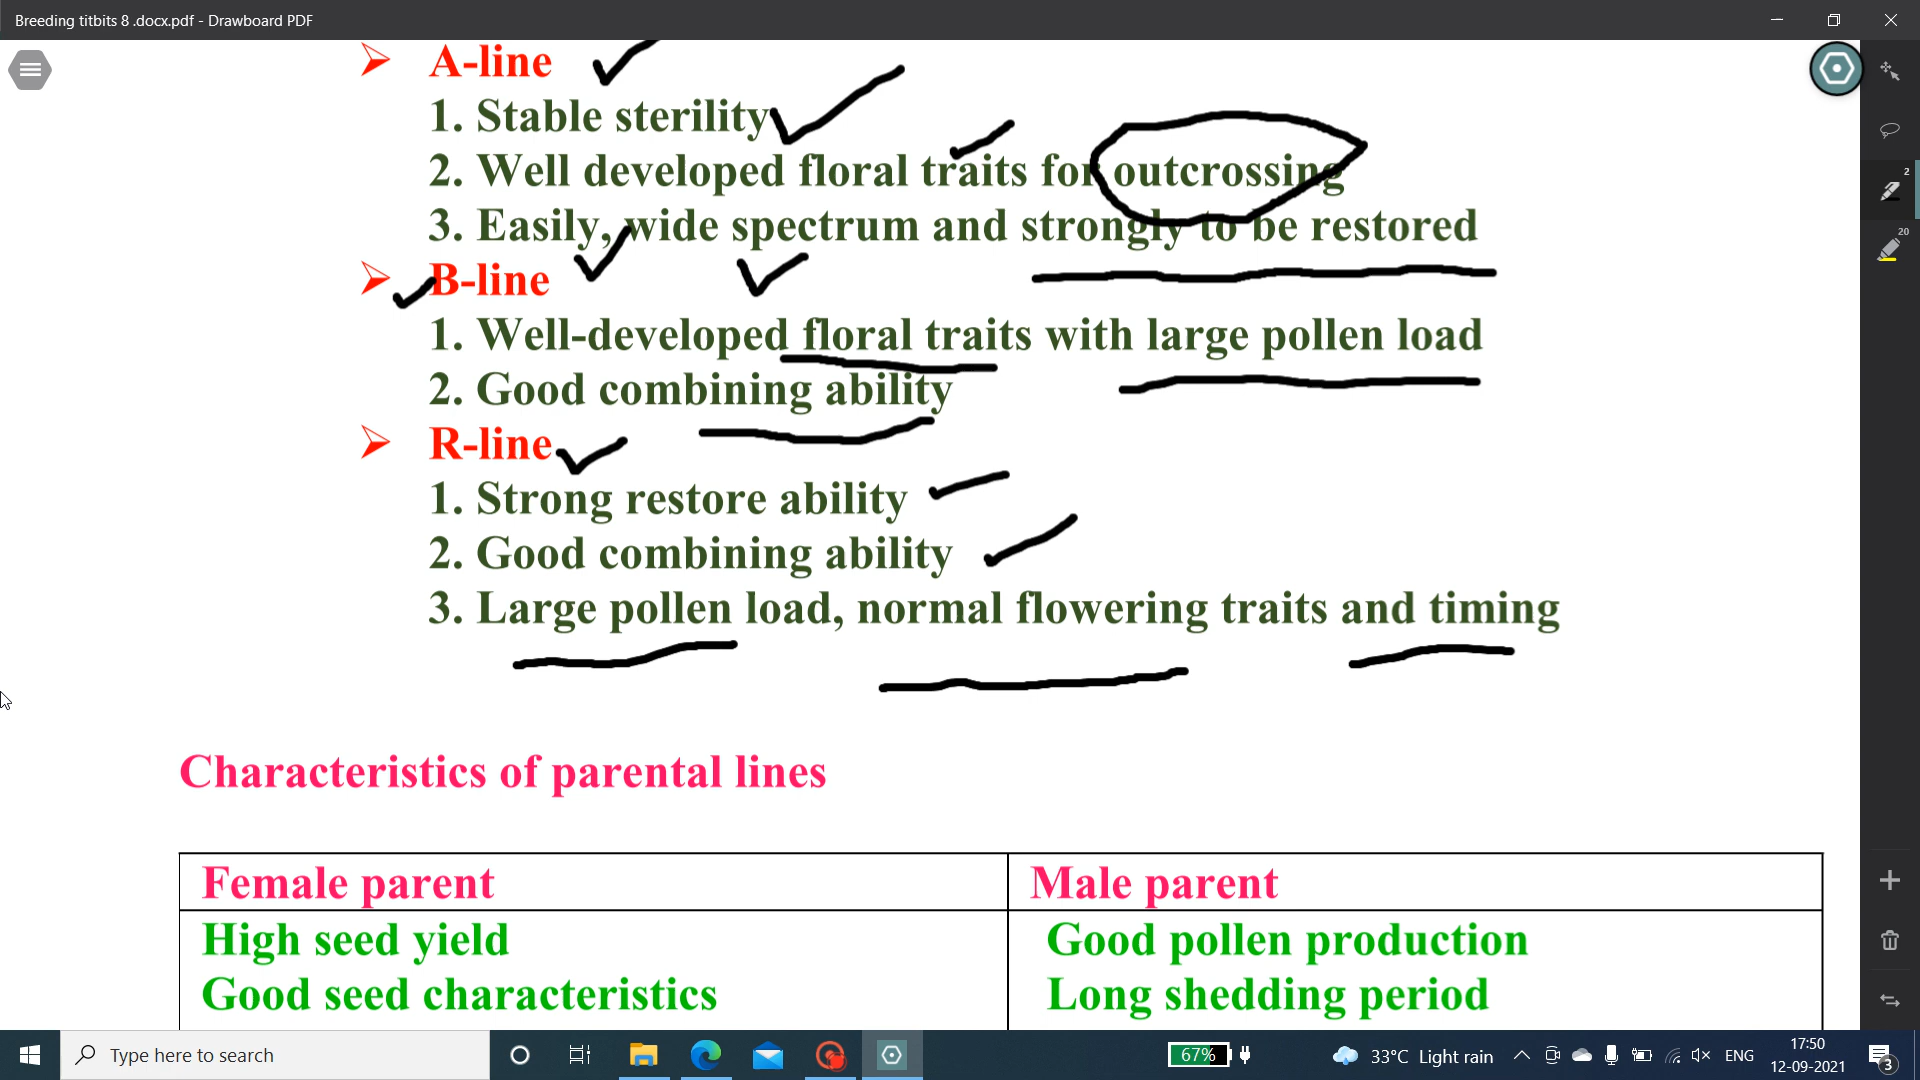 Breeding titbits 8 .docx.pdf - Drawboard PDF
A-line
1. Stable sterility
2. Well developed floral traits for outcrossing
3. Easily, wide spectrum and strongly to be restored
B-line
1. Well-developed floral traits with large pollen load
2. Good combining ability
R-line
1. Strong restore ability
2. Good combining ability
3. Large pollen load, normal flowering traits and timing
Characteristics of parental lines
Female parent Male parent
High seed yield Good pollen production
Good seed characteristics Long shedding period
2
20
Type here to search
67%
33°C Light rain
ENG
17:50
12-09-2021
3